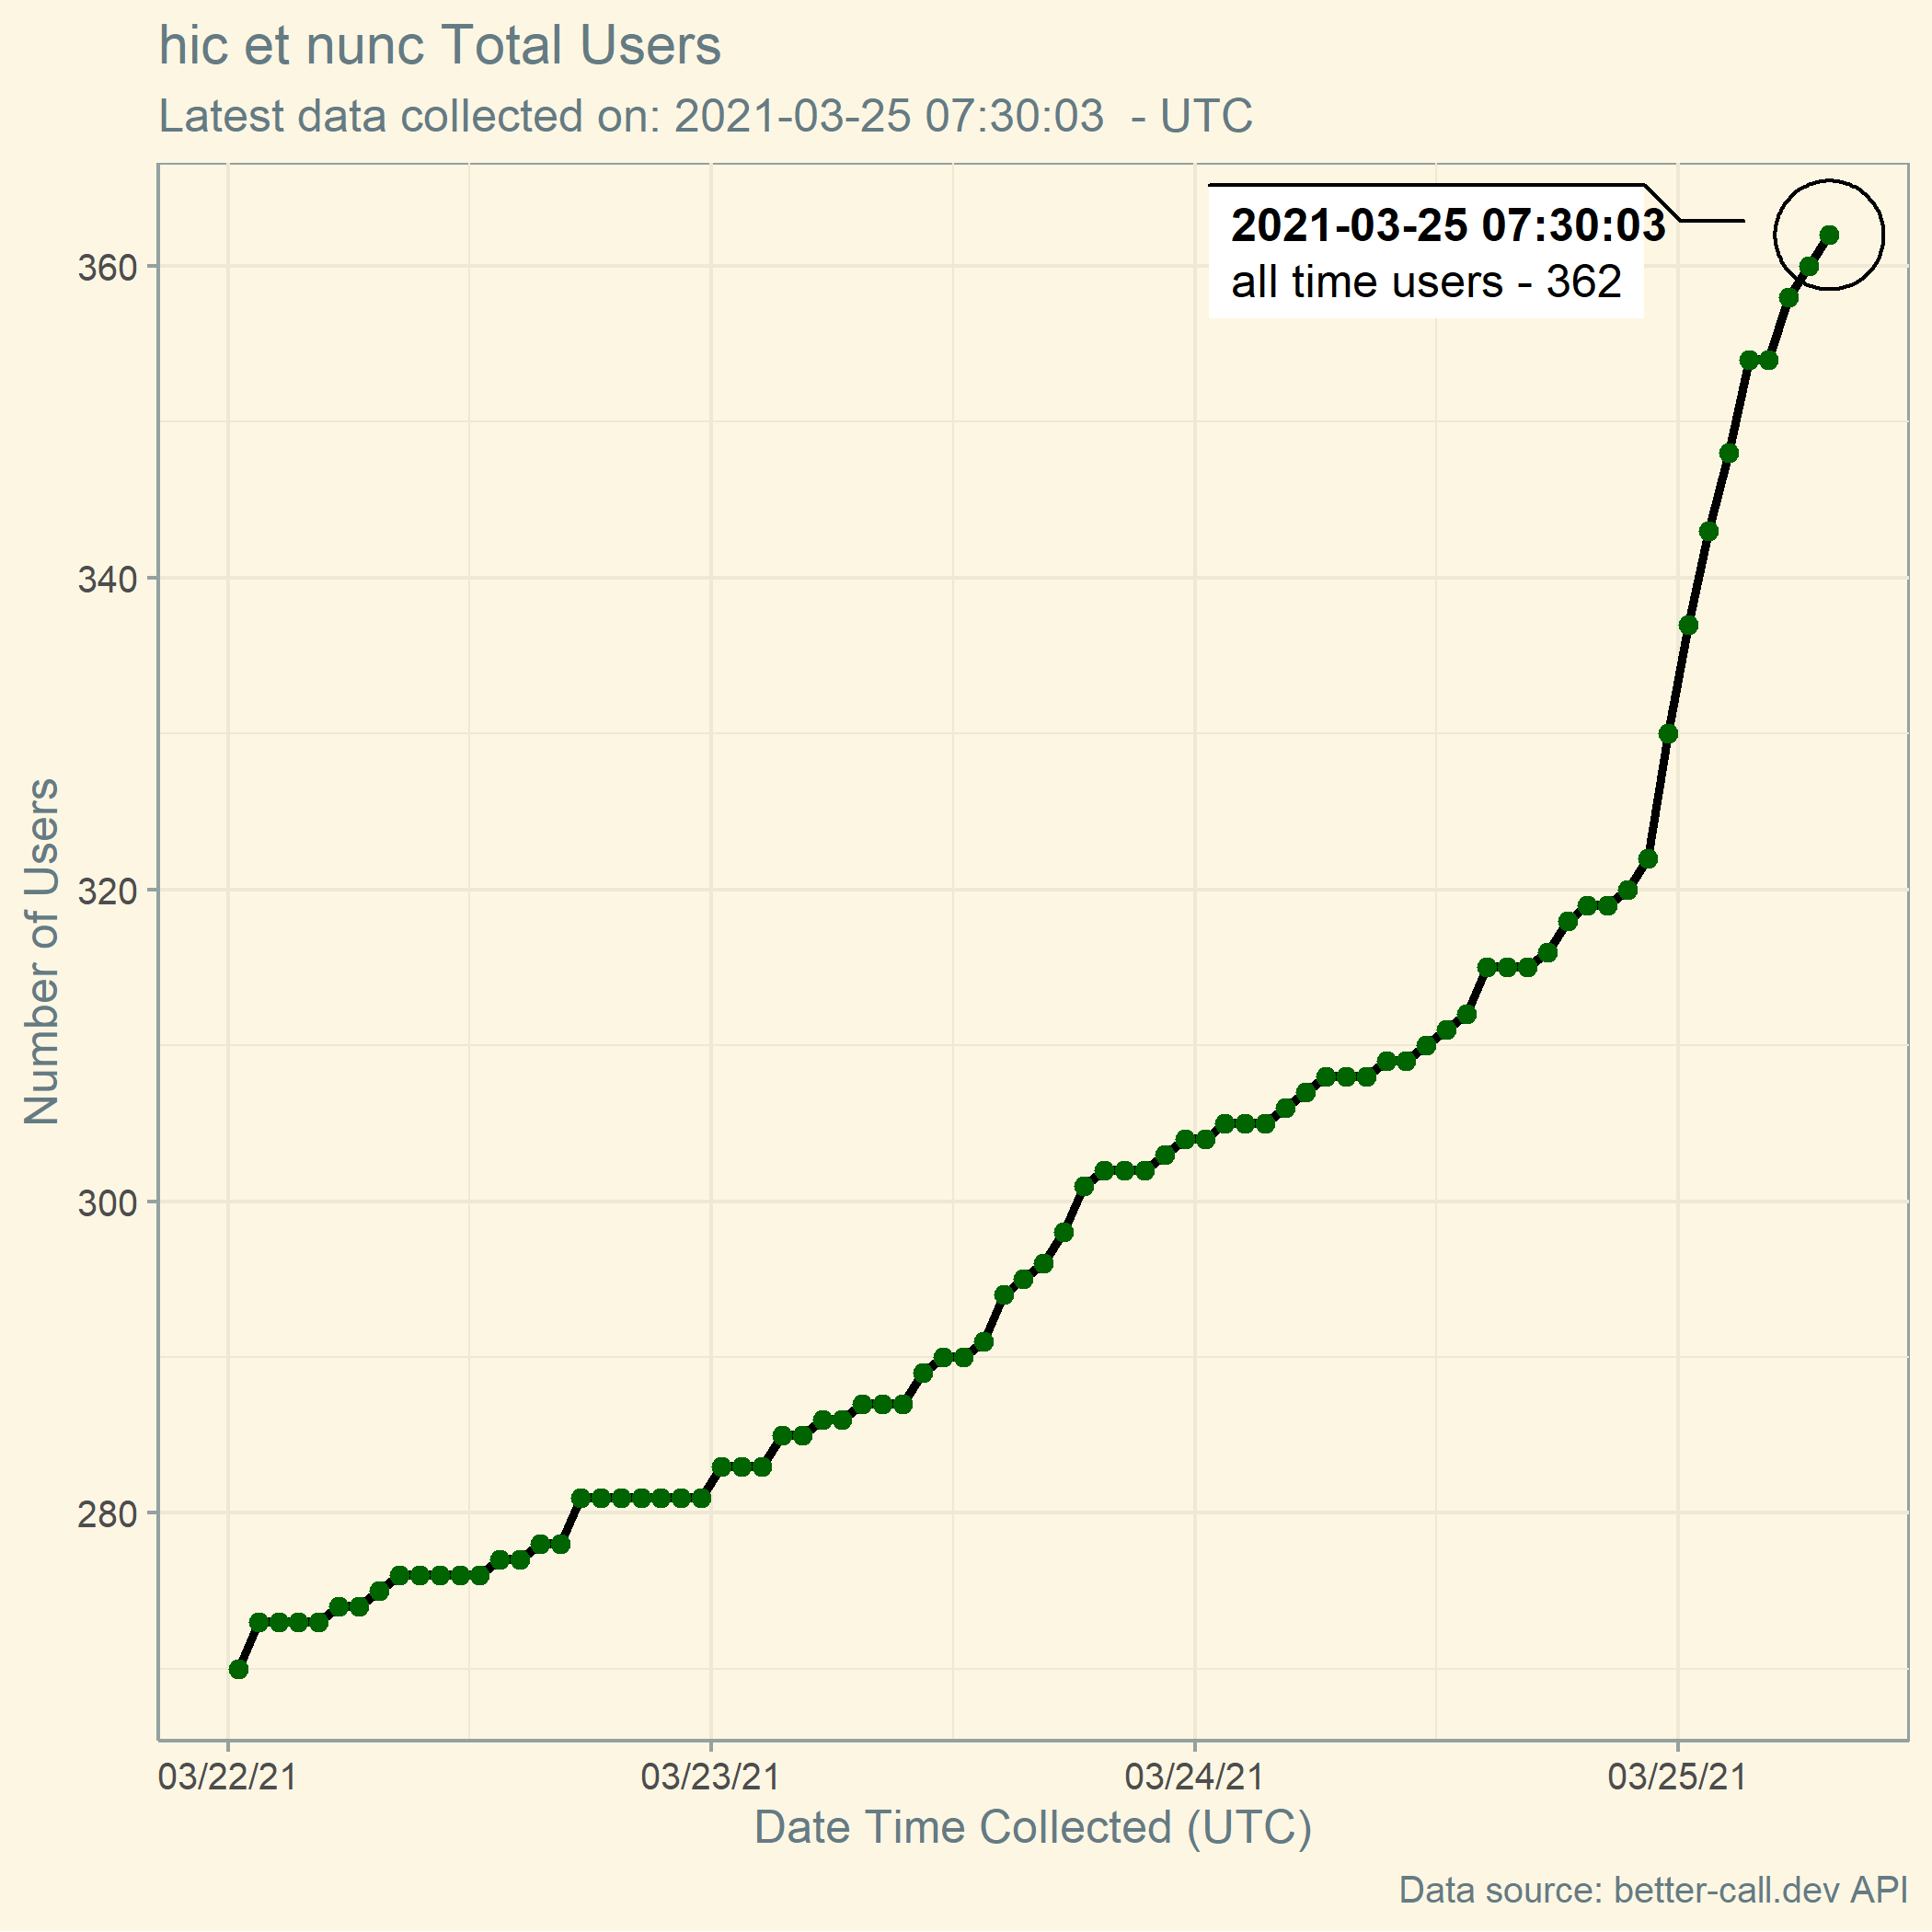 hic et nunc Total Users
Latest data collected on: 2021-03-25 07:30:03  - UTC
2021-03-25 07:30:03
all time users - 362
360
340
320
300
280
Number of Users
03/22/21
03/23/21
03/24/21
03/25/21
Date Time Collected (UTC)
Data source: better-call.dev API